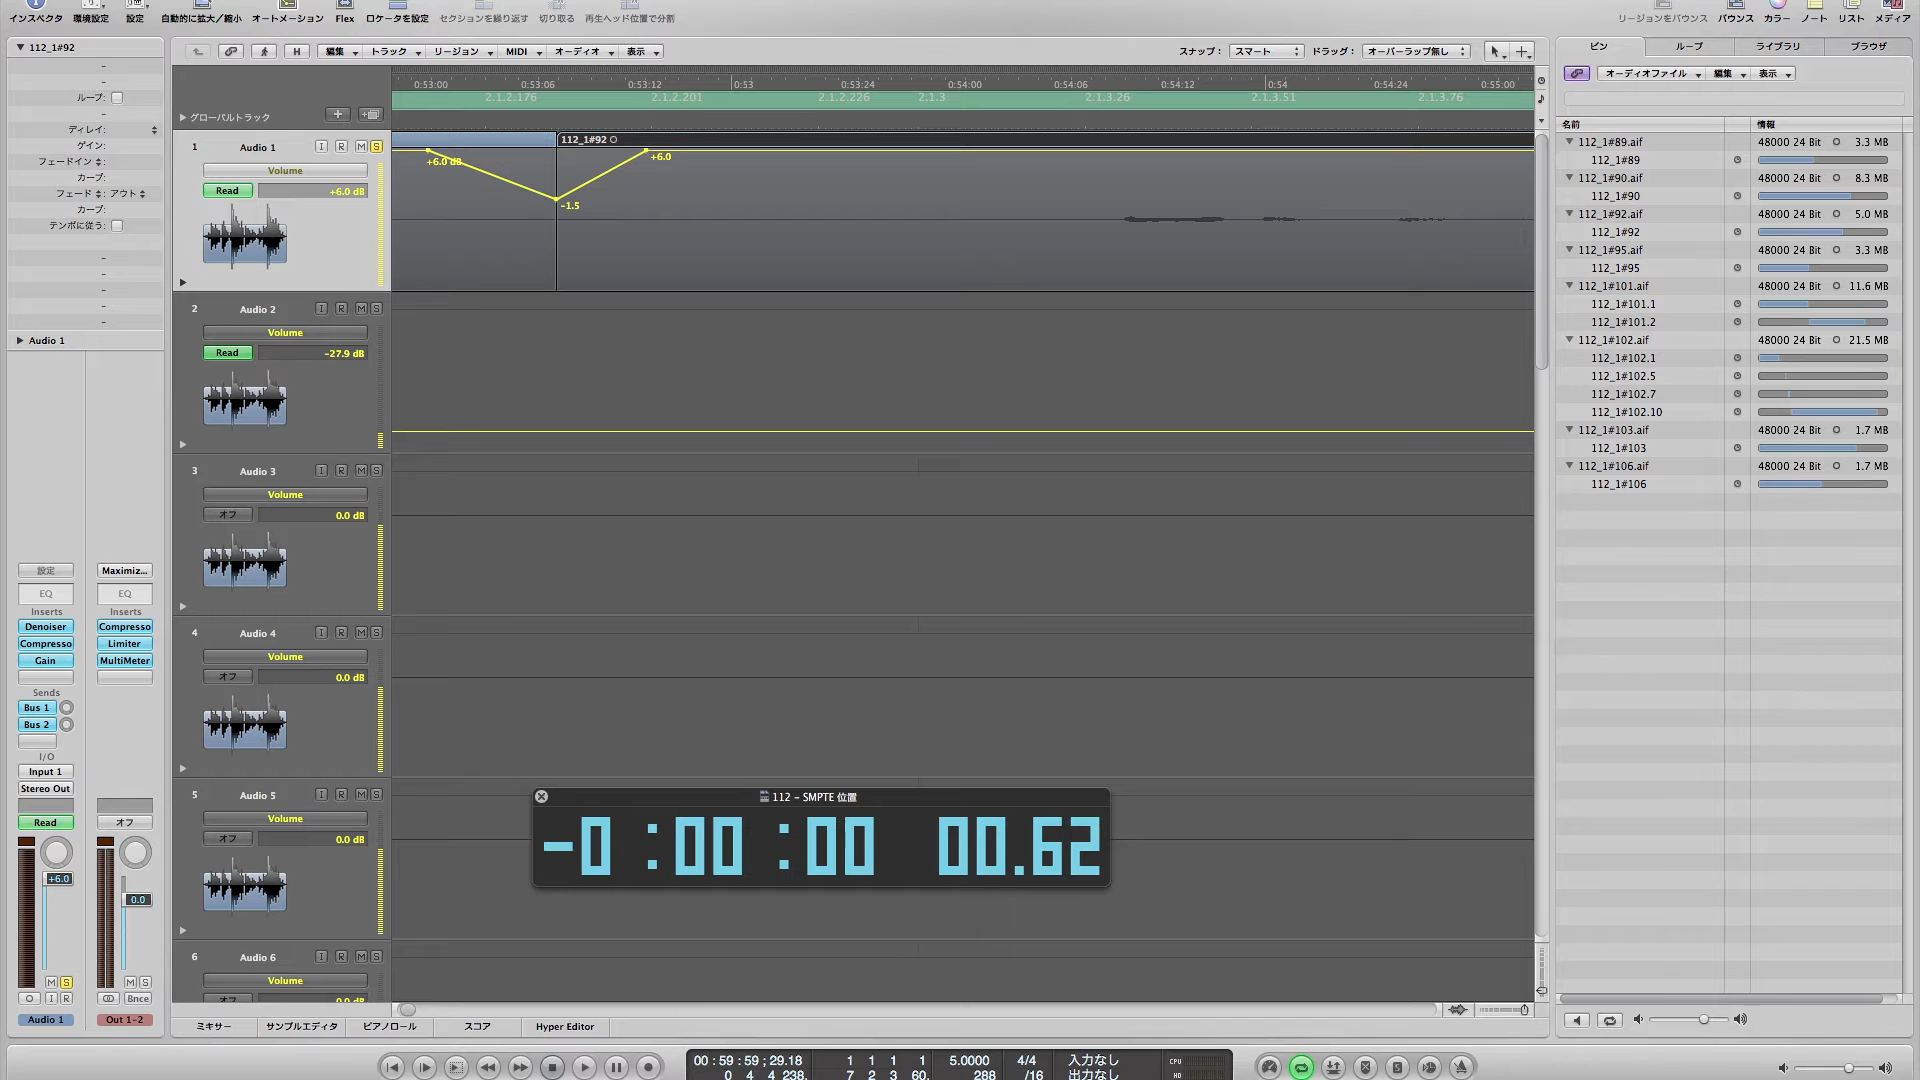 インスペクタ 環境設定 設定 自動的に拡大／縮小 オートメーション Flex ロケータを設定 セクションを繰り返す 切り取る 再生ヘッド位置で分割 リージョンをバウンス バウンス カラー ノート リスト メディア
112_1#92
ループ:
ディレイ:
ゲイン:
フェードイン
カーブ:
フェード アウト
カーブ:
テンポに従う:
Audio 1
設定 Maximiz...
EQ EQ
Inserts Inserts
Denoiser Compresso
Compresso Limiter
Gain MultiMeter
Sends
Bus 1
Bus 2
I/O
Input 1
Stereo Out
Read オフ
+6.0 0.0
M S M S
O I R Bnce
Audio 1 Out 1-2
H 編集 トラック リージョン MIDI オーディオ 表示 スナップ: スマート ドラッグ: オーバーラップ無し
0:53:00 0:53:06 0:53:12 0:53 0:53:24 0:54:00 0:54:06 0:54:12 0:54 0:54:24 0:55:00
2.1.2.176 2.1.2.201 2.1.2.226 2.1.3 2.1.3.26 2.1.3.51 2.1.3.76
グローバルトラック
1 Audio 1 I R M S
Volume
Read +6.0 dB
112_1#92
+6.0 dB +6.0
-1.5
2 Audio 2 I R M S
Volume
Read -27.9 dB
3 Audio 3 I R M S
Volume
オフ 0.0 dB
4 Audio 4 I R M S
Volume
オフ 0.0 dB
5 Audio 5 I R M S
Volume
オフ 0.0 dB
6 Audio 6 I R M S
Volume
オフ 0.0 dB
112 - SMPTE 位置
-0 :00 :00 00.62
ミキサー サンプルエディタ ピアノロール スコア Hyper Editor
00:59:59;29.18 1 1 1 1 5.0000 4/4 入力なし CPU
0 4 4 238. 7 2 3 60. 288 /16 出力なし HD
ビン ループ ライブラリ ブラウザ
オーディオファイル 編集 表示
名前 情報
112_1#89.aif 48000 24 Bit 3.3 MB
112_1#89
112_1#90.aif 48000 24 Bit 8.3 MB
112_1#90
112_1#92.aif 48000 24 Bit 5.0 MB
112_1#92
112_1#95.aif 48000 24 Bit 3.3 MB
112_1#95
112_1#101.aif 48000 24 Bit 11.6 MB
112_1#101.1
112_1#101.2
112_1#102.aif 48000 24 Bit 21.5 MB
112_1#102.1
112_1#102.5
112_1#102.7
112_1#102.10
112_1#103.aif 48000 24 Bit 1.7 MB
112_1#103
112_1#106.aif 48000 24 Bit 1.7 MB
112_1#106